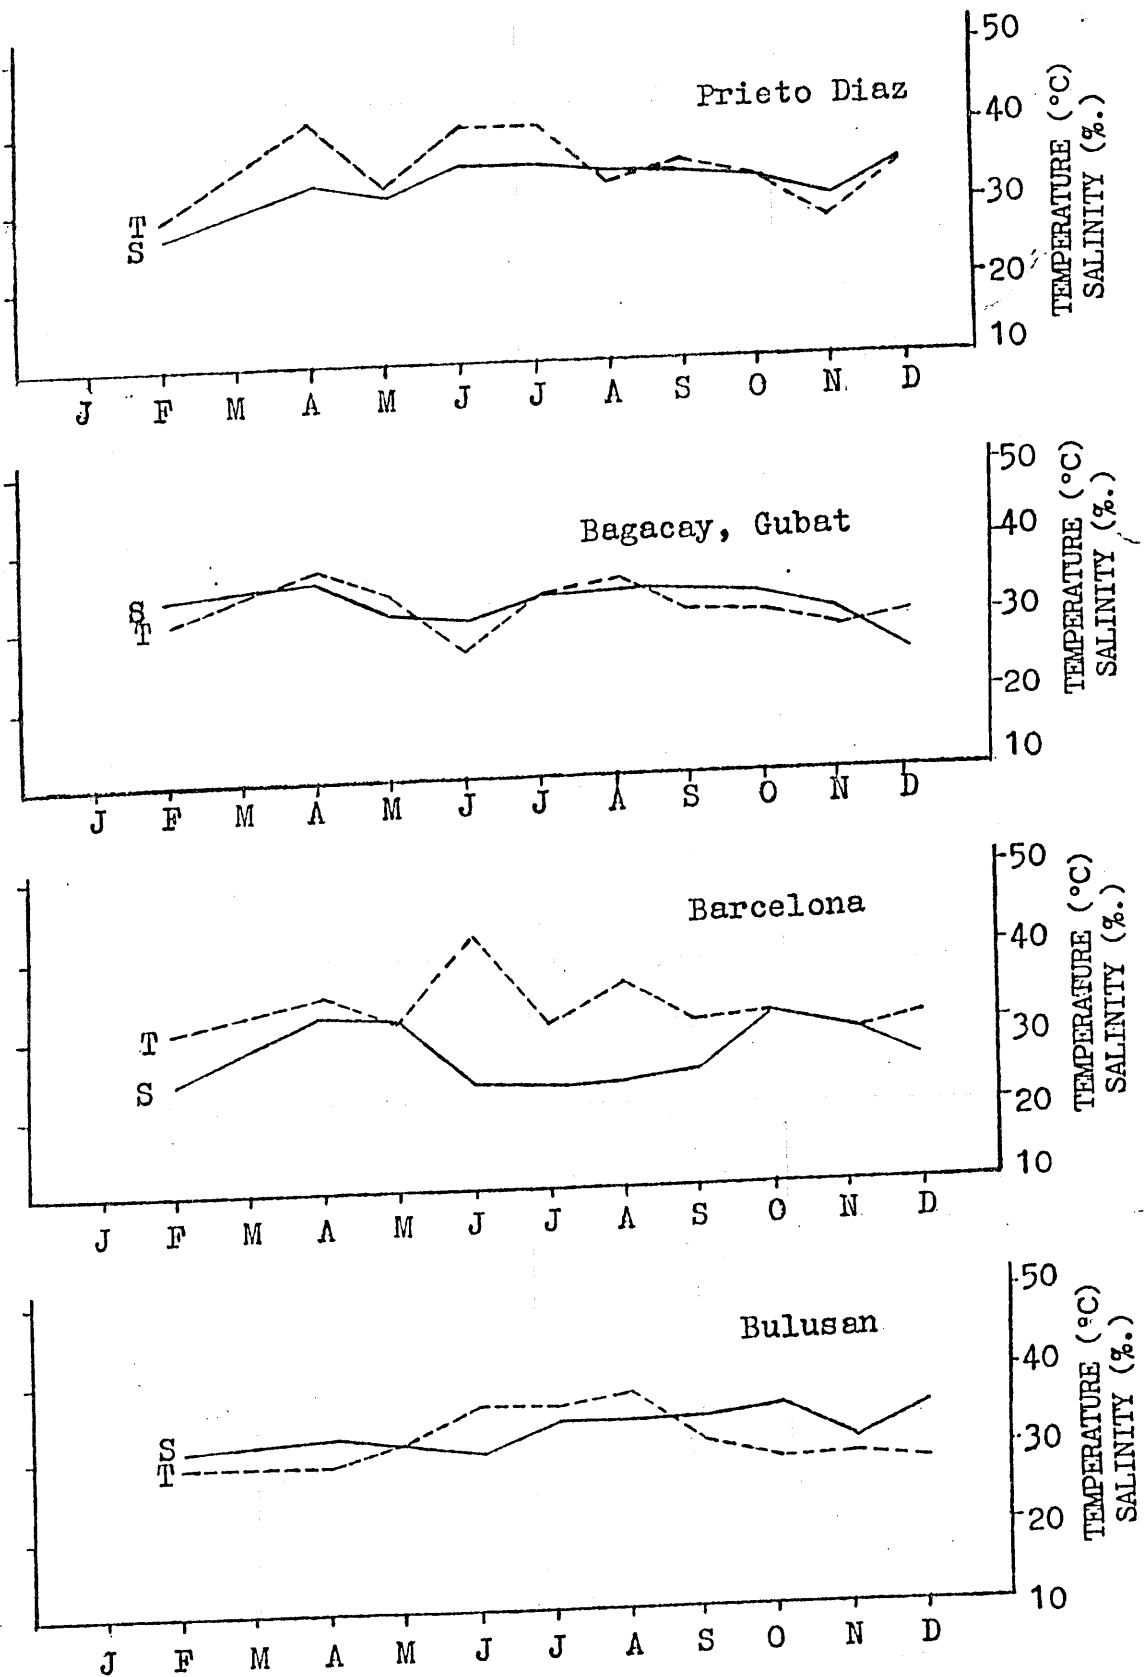 50
Prieto Diaz
40
30
20
10
TEMPERATURE (°C)
SALINITY (%.)
T
S
J F M A M J J A S O N D
50
Bagacay, Gubat
40
30
20
10
TEMPERATURE (°C)
SALINITY (%.)
S
T
J F M A M J J A S O N D
50
Barcelona
40
30
20
10
TEMPERATURE (°C)
SALINITY (%.)
T
S
J F M A M J J A S O N D
50
Bulusan
40
30
20
10
TEMPERATURE (°C)
SALINITY (%.)
S
T
J F M A M J J A S O N D